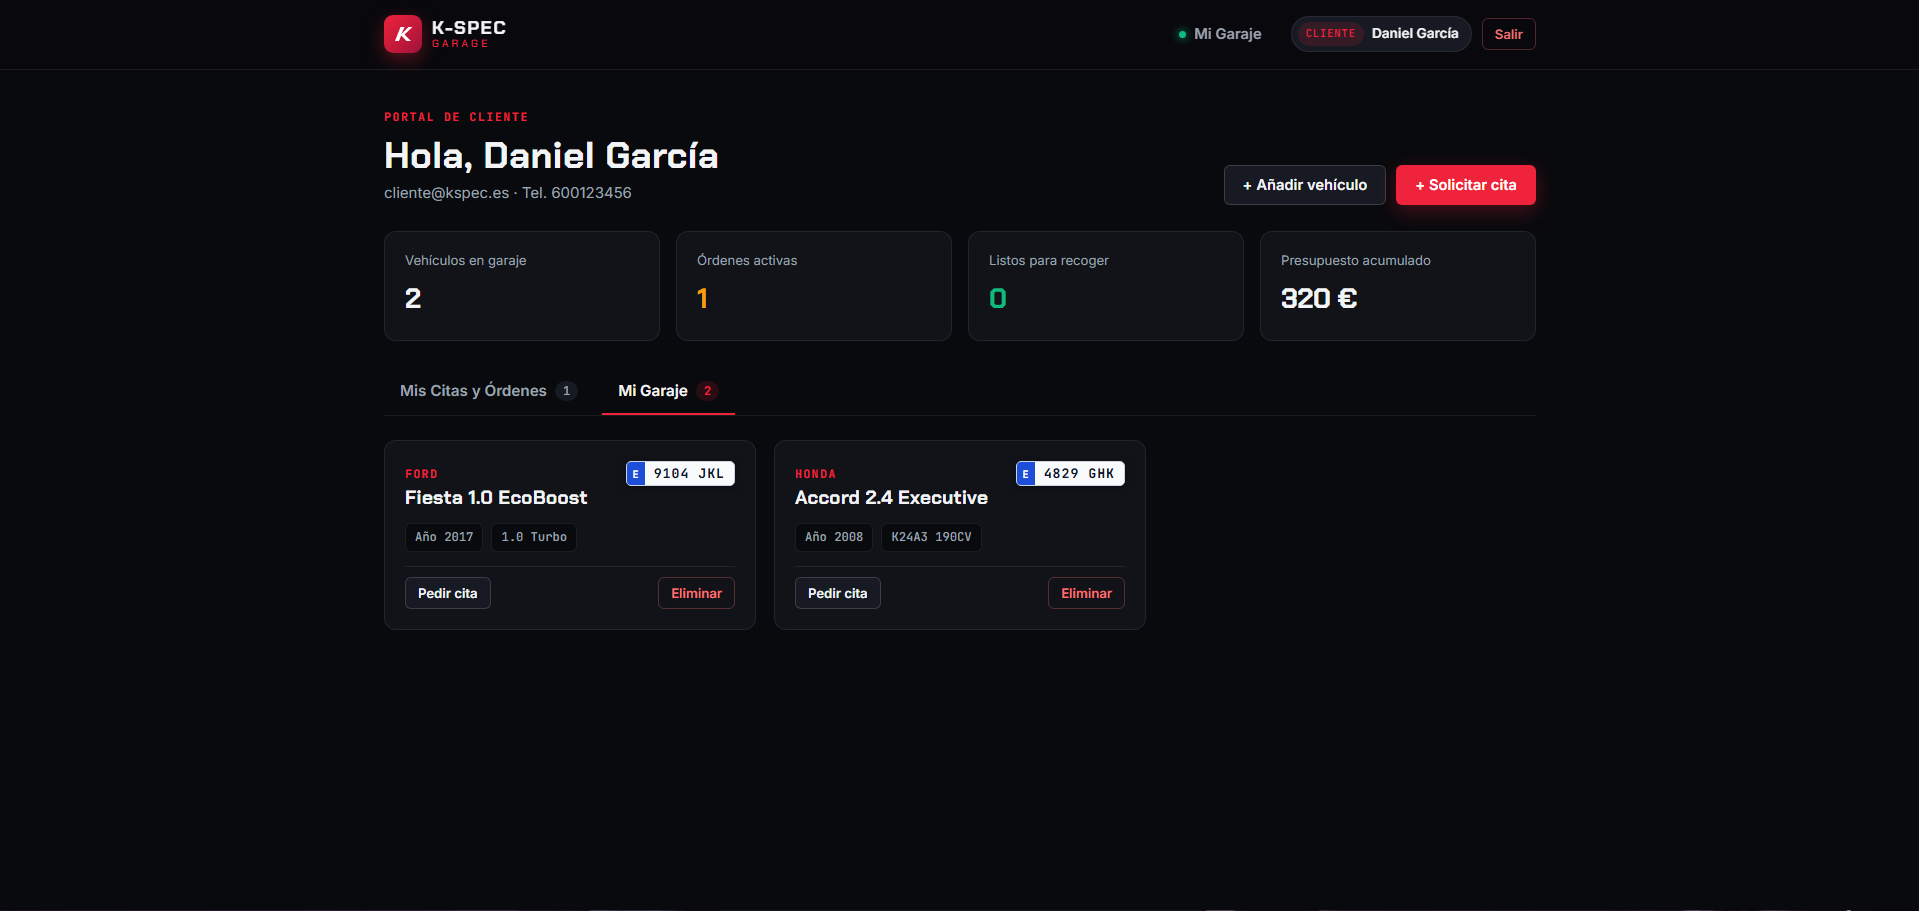 K
K-SPEC
GARAGE
Mi Garaje
CLIENTE Daniel García
Salir
PORTAL DE CLIENTE
Hola, Daniel García
cliente@kspec.es · Tel. 600123456
+ Añadir vehículo
+ Solicitar cita
Vehículos en garaje
2
Órdenes activas
1
Listos para recoger
0
Presupuesto acumulado
320 €
Mis Citas y Órdenes 1
Mi Garaje 2
FORD
E 9104 JKL
Fiesta 1.0 EcoBoost
Año 2017
1.0 Turbo
Pedir cita
Eliminar
HONDA
E 4829 GHK
Accord 2.4 Executive
Año 2008
K24A3 190CV
Pedir cita
Eliminar